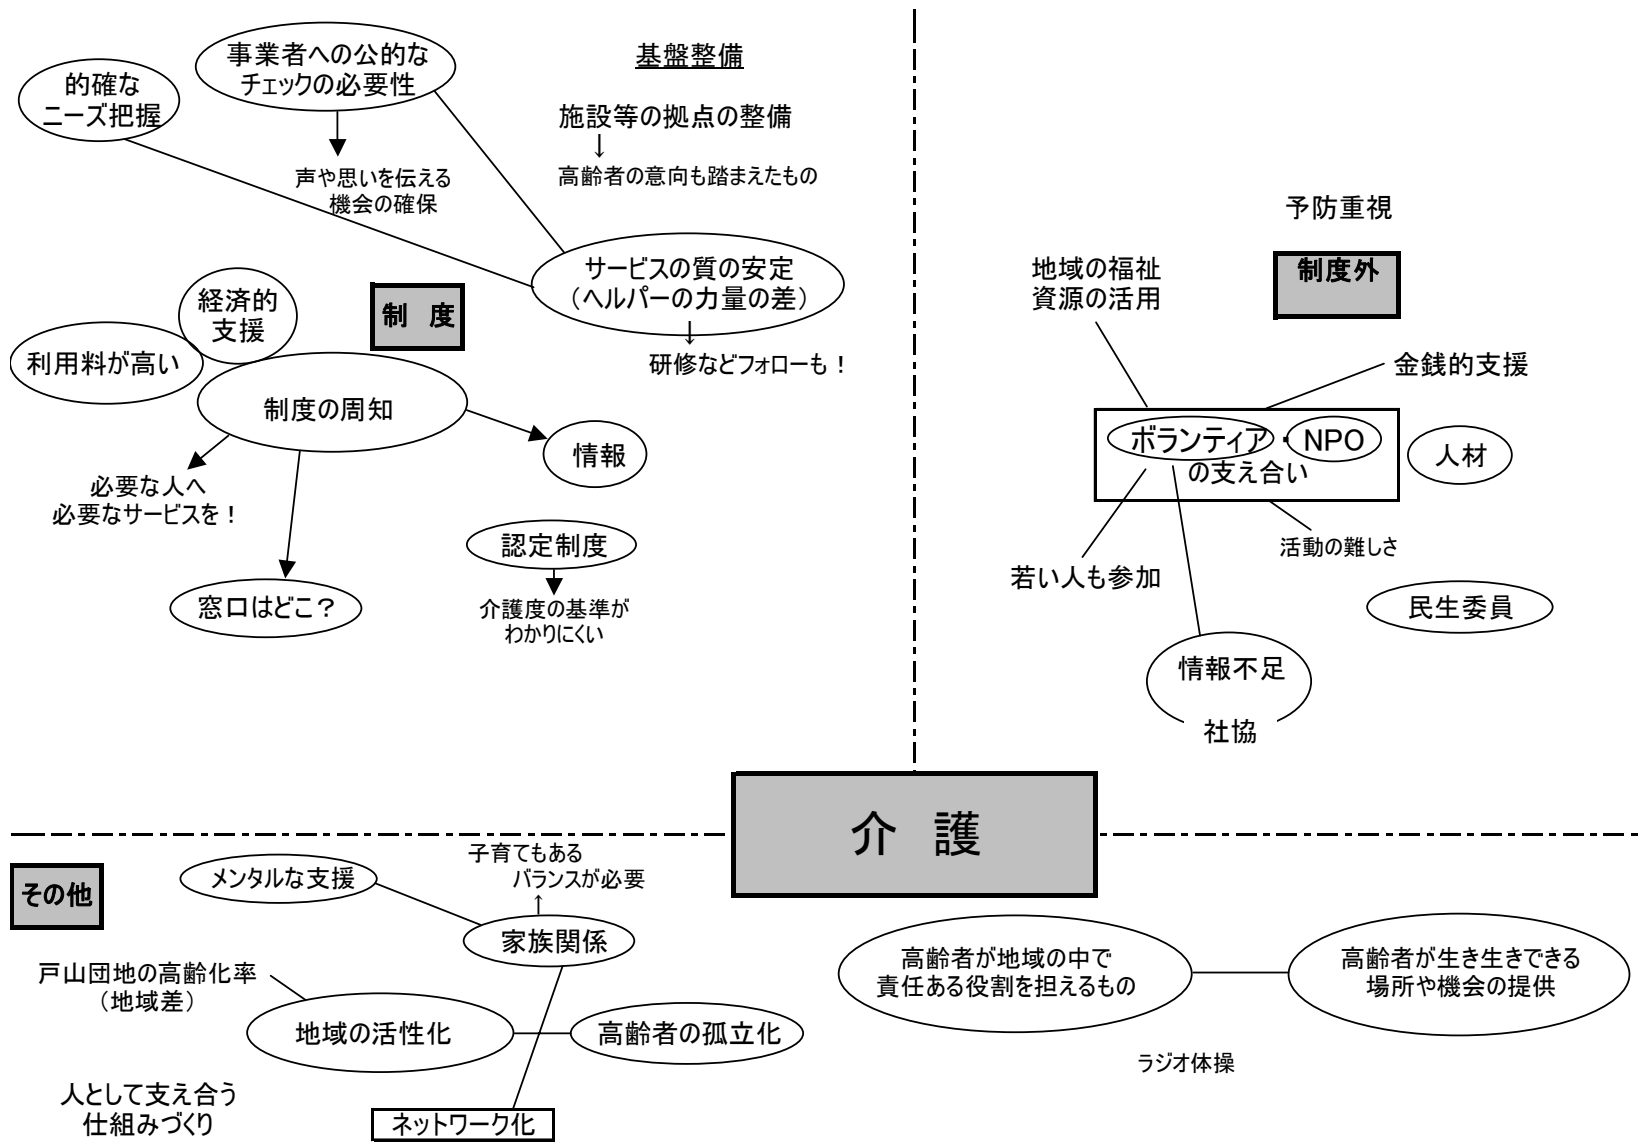 事業者への公的な
チェックの必要性
的確な
ニーズ把握
基盤整備
施設等の拠点の整備
↓
高齢者の意向も踏まえたもの
声や思いを伝える
機会の確保
サービスの質の安定
（ヘルパーの力量の差）
↓
研修などフォローも！
経済的
支援
制　度
利用料が高い
制度の周知
情報
必要な人へ
必要なサービスを！
認定制度
介護度の基準が
わかりにくい
窓口はどこ？
予防重視
制度外
地域の福祉
資源の活用
金銭的支援
ボランティア・NPO
の支え合い
人材
活動の難しさ
若い人も参加
民生委員
情報不足
社協
介　護
その他
メンタルな支援
子育てもある
バランスが必要
↑
家族関係
戸山団地の高齢化率
（地域差）
地域の活性化
高齢者の孤立化
人として支え合う
仕組みづくり
ネットワーク化
高齢者が地域の中で
責任ある役割を担えるもの
高齢者が生き生きできる
場所や機会の提供
ラジオ体操